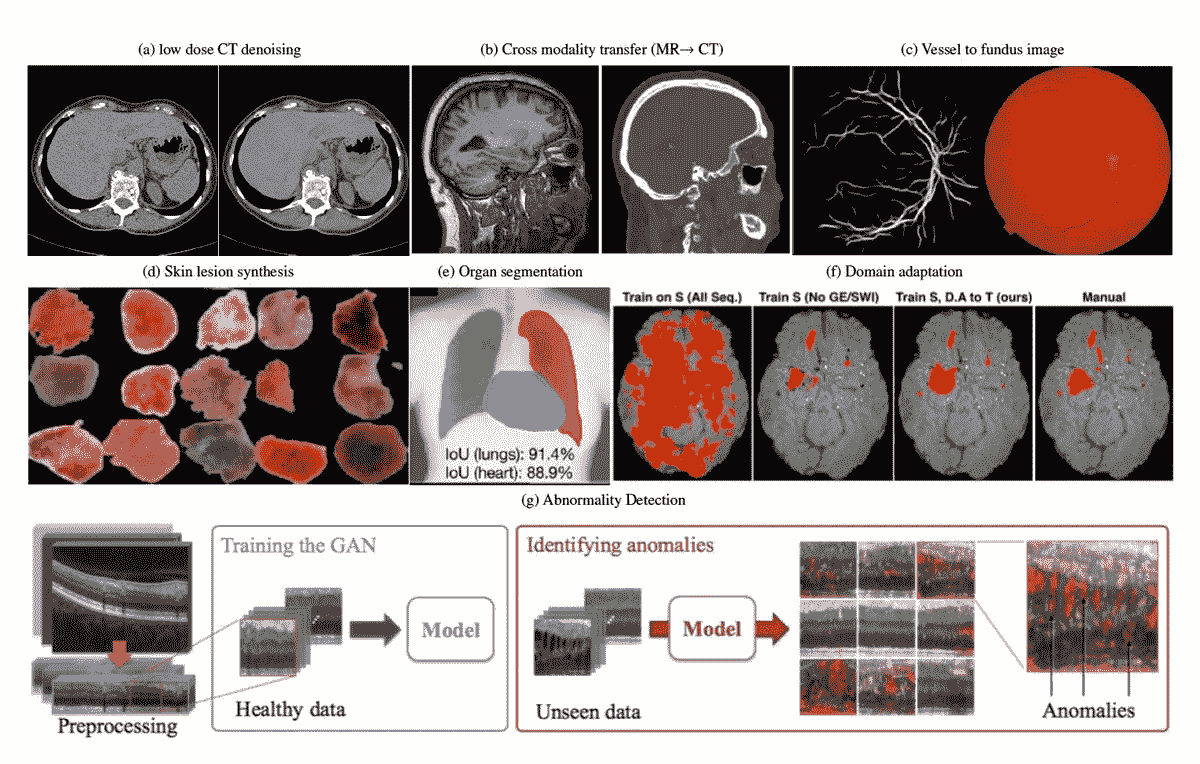 (a) low dose CT denoising
(b) Cross modality transfer (MR→ CT)
(c) Vessel to fundus image
(d) Skin lesion synthesis
(e) Organ segmentation
(f) Domain adaptation
IoU (lungs): 91.4%
IoU (heart): 88.9%
Train on S (All Seq.)
Train S (No GE/SWI)
Train S, D.A to T (ours)
Manual
(g) Abnormality Detection
Preprocessing
Training the GAN
Model
Healthy data
Identifying anomalies
Model
Unseen data
Anomalies